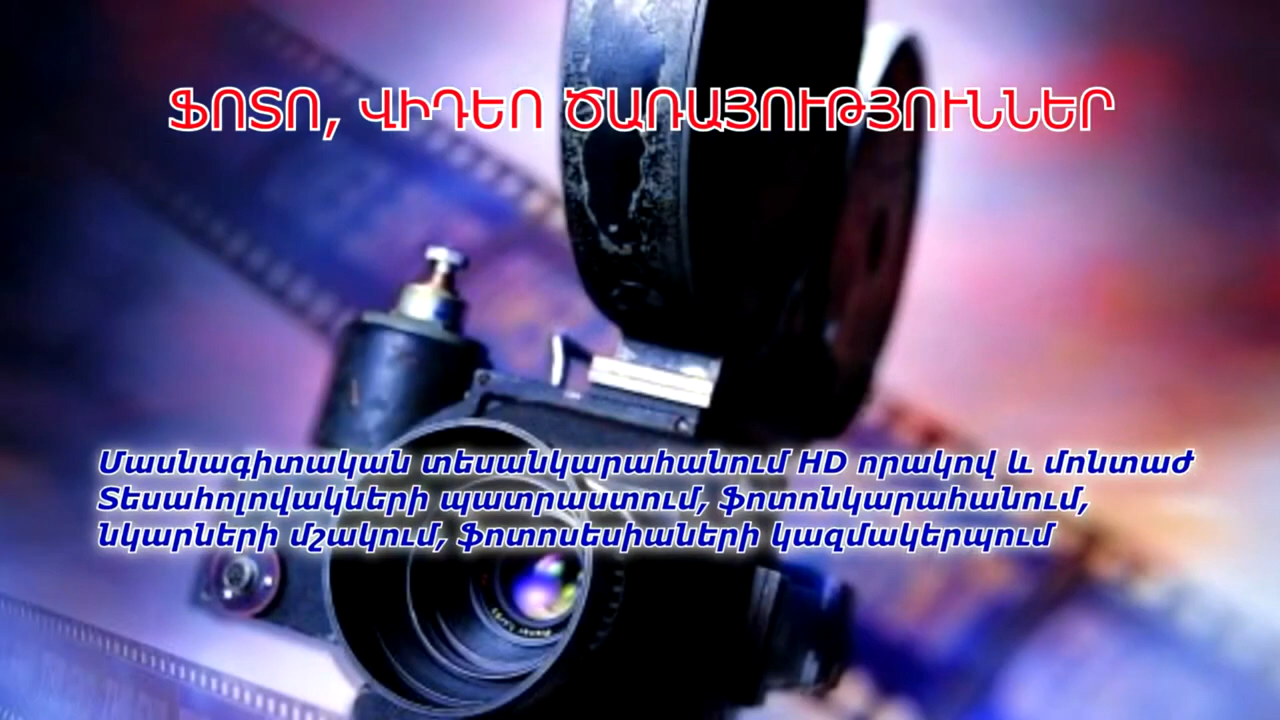 ՖՈՏՈ, ՎԻԴԵՈ ԾԱՌԱՅՈՒԹՅՈՒՆՆԵՐ
Մասնագիտական տեսանկարահանում HD որակով և մոնտաժ
Տեսահոլովակների պատրաստում, ֆոտոնկարահանում,
նկարների մշակում, ֆոտոսեսիաների կազմակերպում